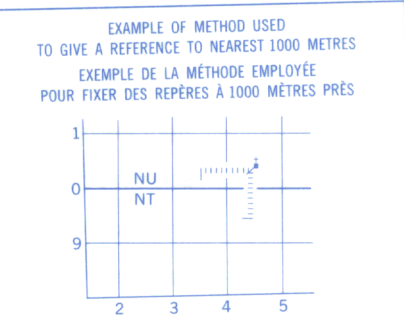 EXAMPLE OF METHOD USED
TO GIVE A REFERENCE TO NEAREST 1000 METRES
EXEMPLE DE LA MÉTHODE EMPLOYÉE
POUR FIXER DES REPÈRES À 1000 MÈTRES PRÈS
1
NU
0
NT
9
2 3 4 5